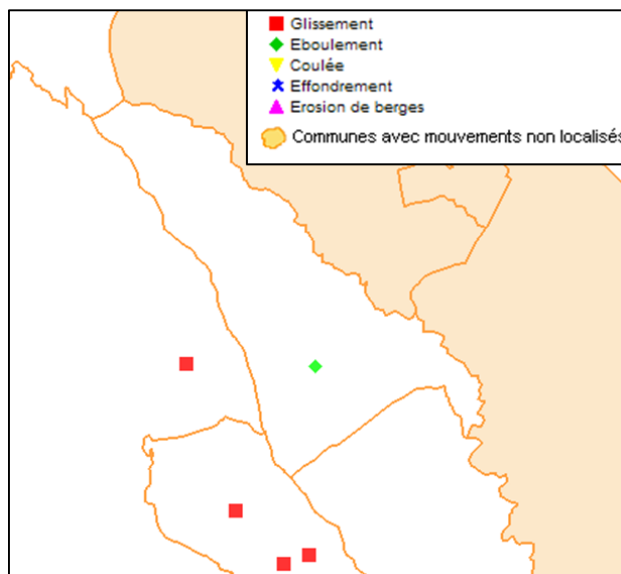 Glissement
Eboulement
Coulée
Effondrement
Erosion de berges
Communes avec mouvements non localisés